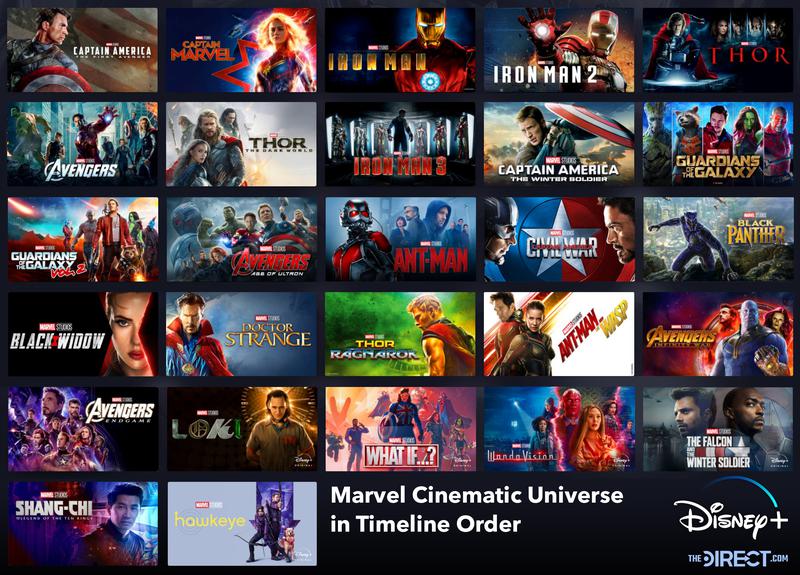 MARVEL STUDIOS
CAPTAIN AMERICA
THE FIRST AVENGER
MARVEL STUDIOS
CAPTAIN
MARVEL
MARVEL STUDIOS
IRON MAN
MARVEL STUDIOS
IRON MAN 2
MARVEL STUDIOS
THOR
MARVEL STUDIOS
AVENGERS
MARVEL
THOR
THE DARK WORLD
MARVEL STUDIOS
IRON MAN 3
MARVEL STUDIOS
CAPTAIN AMERICA
THE WINTER SOLDIER
MARVEL STUDIOS
GUARDIANS
OF THE GALAXY
MARVEL STUDIOS
GUARDIANS
OF THE GALAXY
VOL. 2
MARVEL STUDIOS
AVENGERS
AGE OF ULTRON
MARVEL STUDIOS
ANT-MAN
MARVEL STUDIOS
CIVIL WAR
MARVEL STUDIOS
BLACK
PANTHER
MARVEL STUDIOS
BLACK WIDOW
MARVEL STUDIOS
DOCTOR
STRANGE
MARVEL STUDIOS
THOR
RAGNAROK
MARVEL STUDIOS
ANT-MAN
AND THE
WASP
MARVEL STUDIOS
AVENGERS
INFINITY WAR
MARVEL STUDIOS
AVENGERS
ENDGAME
MARVEL STUDIOS
LOKI
Disney+
ORIGINAL
MARVEL STUDIOS
WHAT IF...?
Disney+
ORIGINAL
MARVEL STUDIOS
WandaVision
Disney+
ORIGINAL
MARVEL STUDIOS
THE FALCON
AND THE
WINTER SOLDIER
Disney+
ORIGINAL
MARVEL STUDIOS
SHANG-CHI
AND THE LEGEND OF THE TEN RINGS
MARVEL STUDIOS
hawkeye
Disney+
ORIGINAL
Marvel Cinematic Universe
in Timeline Order
Disney+
THE DIRECT.COM